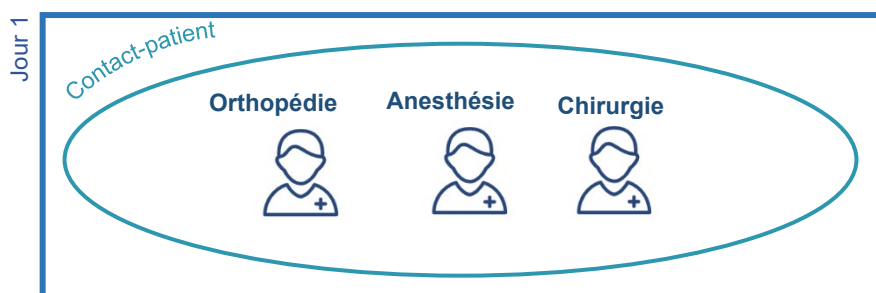 Jour 1
Contact-patient
Orthopédie
Anesthésie
Chirurgie